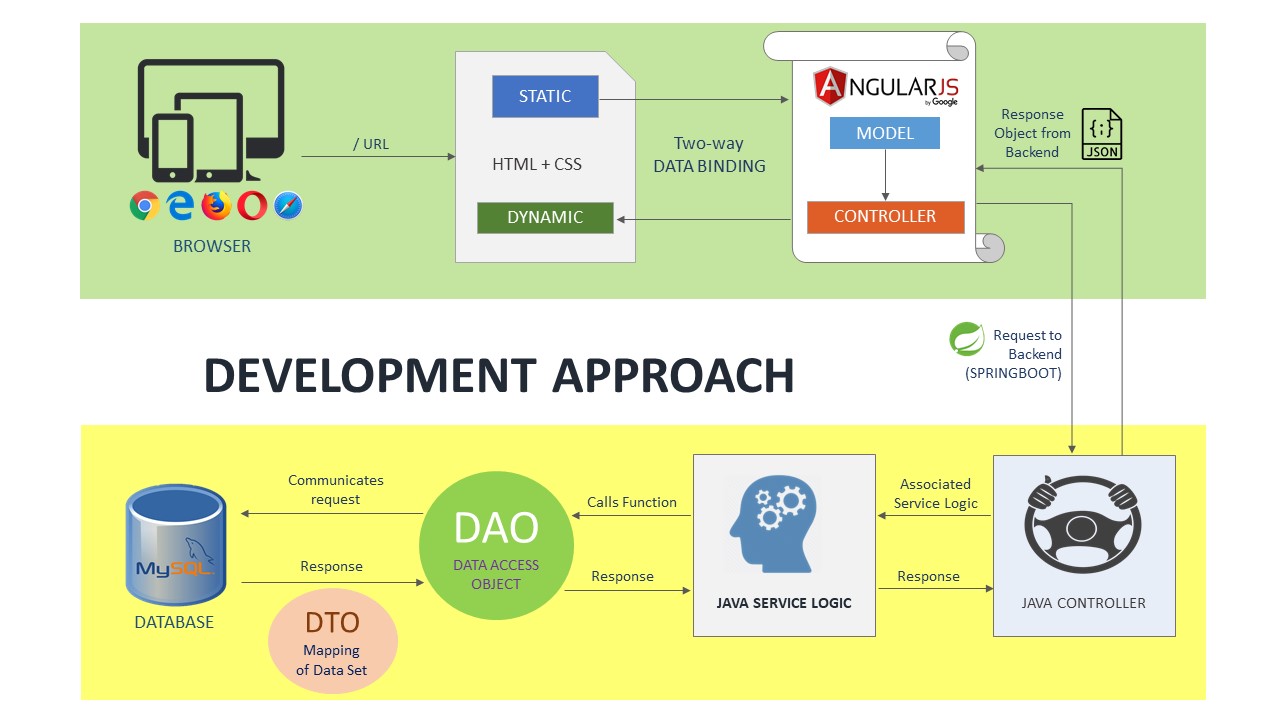 STATIC
/ URL
HTML + CSS
DYNAMIC
BROWSER
Two-way
DATA BINDING
ANGULARJS
by Google
MODEL
CONTROLLER
Response
Object from
Backend
{;}
JSON
Request to
Backend
(SPRINGBOOT)
DEVELOPMENT APPROACH
MySQL
DATABASE
Communicates
request
Response
DTO
Mapping
of Data Set
DAO
DATA ACCESS
OBJECT
Calls Function
Response
JAVA SERVICE LOGIC
Associated
Service Logic
Response
JAVA CONTROLLER